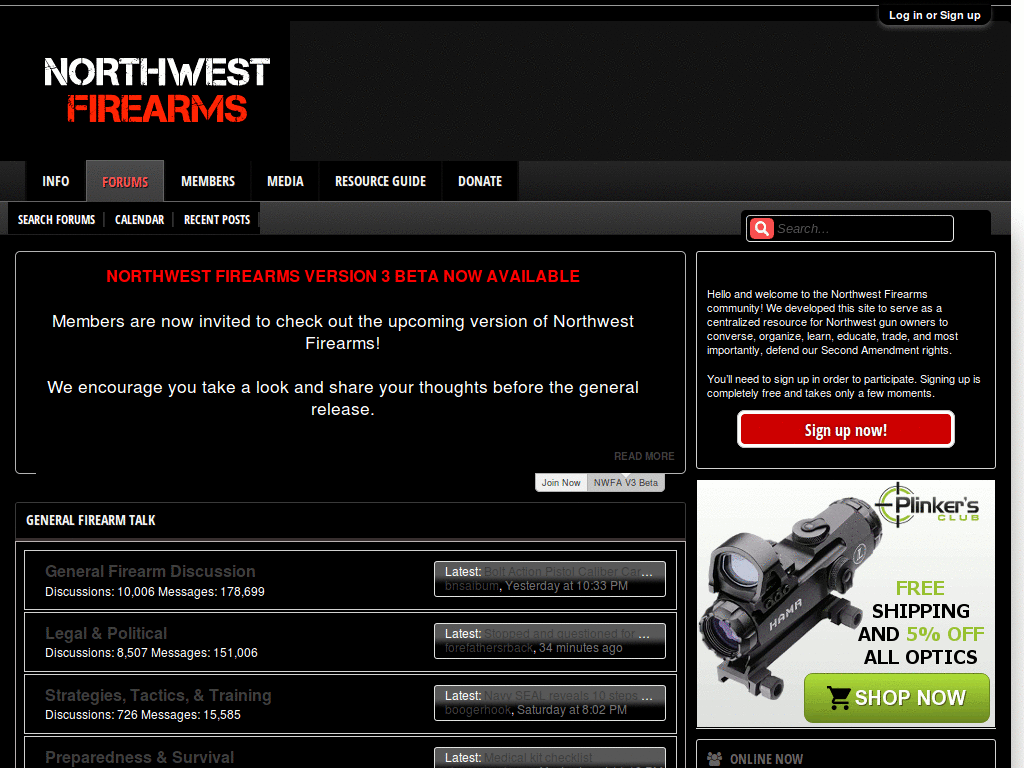 Log in or Sign up
NORTHWEST
FIREARMS
INFO FORUMS MEMBERS MEDIA RESOURCE GUIDE DONATE
SEARCH FORUMS CALENDAR RECENT POSTS
Search...
NORTHWEST FIREARMS VERSION 3 BETA NOW AVAILABLE
Members are now invited to check out the upcoming version of Northwest
Firearms!
We encourage you take a look and share your thoughts before the general
release.
READ MORE
Join Now NWFA V3 Beta
Hello and welcome to the Northwest Firearms
community! We developed this site to serve as a
centralized resource for Northwest gun owners to
converse, organize, learn, educate, trade, and most
importantly, defend our Second Amendment rights.
You'll need to sign up in order to participate. Signing up is
completely free and takes only a few moments.
Sign up now!
GENERAL FIREARM TALK
General Firearm Discussion
Discussions: 10,006 Messages: 178,699
Latest: Bolt Action Pistol Caliber Car...
bnsalbum, Yesterday at 10:33 PM
Legal & Political
Discussions: 8,507 Messages: 151,006
Latest: Stopped and questioned for ...
forefathersrback, 34 minutes ago
Strategies, Tactics, & Training
Discussions: 726 Messages: 15,585
Latest: Navy SEAL reveals 10 steps ...
boogerhook, Saturday at 8:02 PM
Preparedness & Survival
Latest: Medical kit checklist
Plinker's
CLUB
L
HAMR
FREE
SHIPPING
AND 5% OFF
ALL OPTICS
SHOP NOW
ONLINE NOW